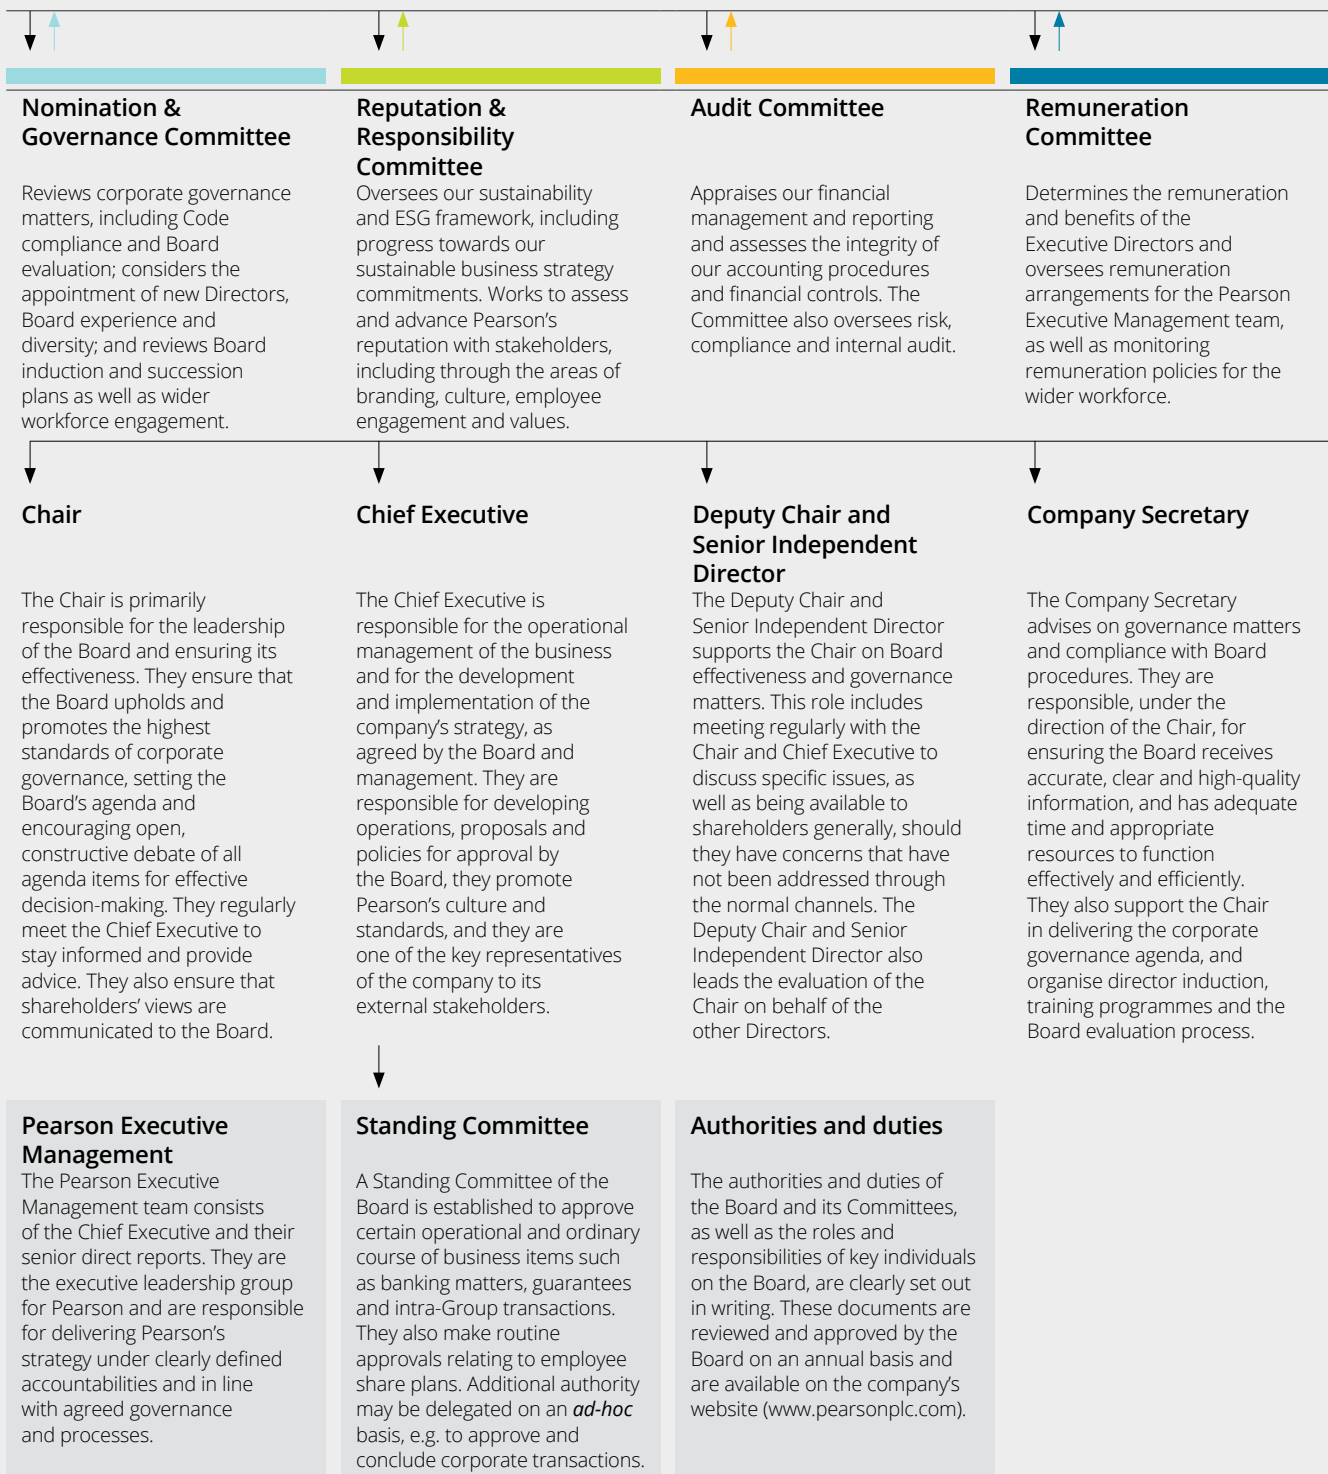 Nomination &
Governance Committee
Reviews corporate governance
matters, including Code
compliance and Board
evaluation; considers the
appointment of new Directors,
Board experience and
diversity; and reviews Board
induction and succession
plans as well as wider
workforce engagement.
Reputation &
Responsibility
Committee
Oversees our sustainability
and ESG framework, including
progress towards our
sustainable business strategy
commitments. Works to assess
and advance Pearson’s
reputation with stakeholders,
including through the areas of
branding, culture, employee
engagement and values.
Audit Committee
Appraises our financial
management and reporting
and assesses the integrity of
our accounting procedures
and financial controls. The
Committee also oversees risk,
compliance and internal audit.
Remuneration
Committee
Determines the remuneration
and benefits of the
Executive Directors and
oversees remuneration
arrangements for the Pearson
Executive Management team,
as well as monitoring
remuneration policies for the
wider workforce.
Chair
The Chair is primarily
responsible for the leadership
of the Board and ensuring its
effectiveness. They ensure that
the Board upholds and
promotes the highest
standards of corporate
governance, setting the
Board’s agenda and
encouraging open,
constructive debate of all
agenda items for effective
decision-making. They regularly
meet the Chief Executive to
stay informed and provide
advice. They also ensure that
shareholders’ views are
communicated to the Board.
Chief Executive
The Chief Executive is
responsible for the operational
management of the business
and for the development
and implementation of the
company’s strategy, as
agreed by the Board and
management. They are
responsible for developing
operations, proposals and
policies for approval by
the Board, they promote
Pearson’s culture and
standards, and they are
one of the key representatives
of the company to its
external stakeholders.
Deputy Chair and
Senior Independent
Director
The Deputy Chair and
Senior Independent Director
supports the Chair on Board
effectiveness and governance
matters. This role includes
meeting regularly with the
Chair and Chief Executive to
discuss specific issues, as
well as being available to
shareholders generally, should
they have concerns that have
not been addressed through
the normal channels. The
Deputy Chair and Senior
Independent Director also
leads the evaluation of the
Chair on behalf of the
other Directors.
Company Secretary
The Company Secretary
advises on governance matters
and compliance with Board
procedures. They are
responsible, under the
direction of the Chair, for
ensuring the Board receives
accurate, clear and high-quality
information, and has adequate
time and appropriate
resources to function
effectively and efficiently.
They also support the Chair
in delivering the corporate
governance agenda, and
organise director induction,
training programmes and the
Board evaluation process.
Pearson Executive
Management
The Pearson Executive
Management team consists
of the Chief Executive and their
senior direct reports. They are
the executive leadership group
for Pearson and are responsible
for delivering Pearson’s
strategy under clearly defined
accountabilities and in line
with agreed governance
and processes.
Standing Committee
A Standing Committee of the
Board is established to approve
certain operational and ordinary
course of business items such
as banking matters, guarantees
and intra-Group transactions.
They also make routine
approvals relating to employee
share plans. Additional authority
may be delegated on an ad-hoc
basis, e.g. to approve and
conclude corporate transactions.
Authorities and duties
The authorities and duties of
the Board and its Committees,
as well as the roles and
responsibilities of key individuals
on the Board, are clearly set out
in writing. These documents are
reviewed and approved by the
Board on an annual basis and
are available on the company’s
website (www.pearsonplc.com).